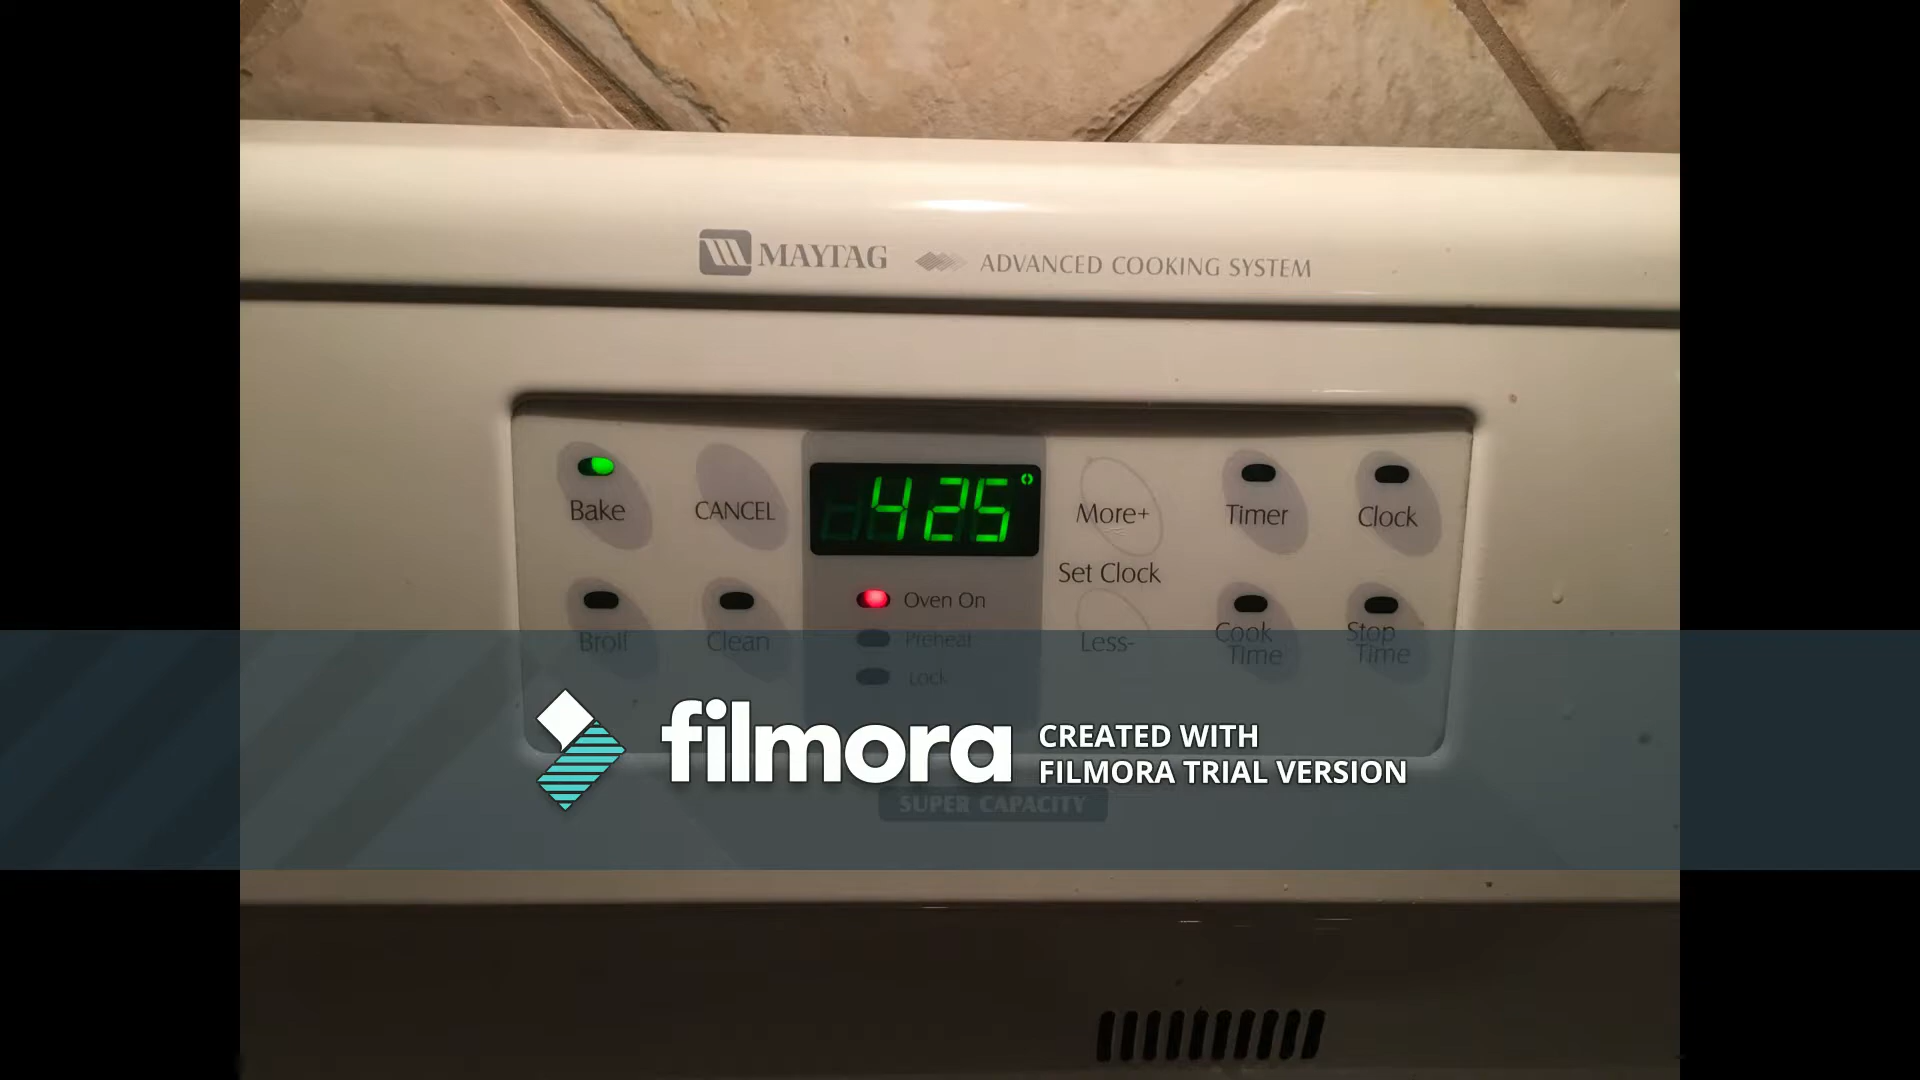 MAYTAG ADVANCED COOKING SYSTEM
Bake CANCEL 425 More+ Timer Clock
Set Clock
Oven On
Broil Clean Preheat Less- Cook Time Stop Time
Lock
filmora CREATED WITH
FILMORA TRIAL VERSION
SUPER CAPACITY